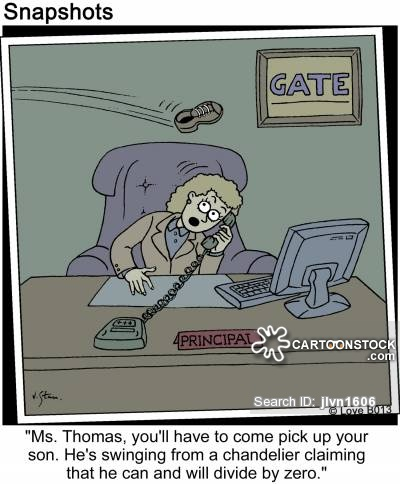 Snapshots
GATE
PRINCIPAL
CARTOONSTOCK
.com
Search ID: jlvn1606
"Ms. Thomas, you'll have to come pick up your
son. He's swinging from a chandelier claiming
that he can and will divide by zero."